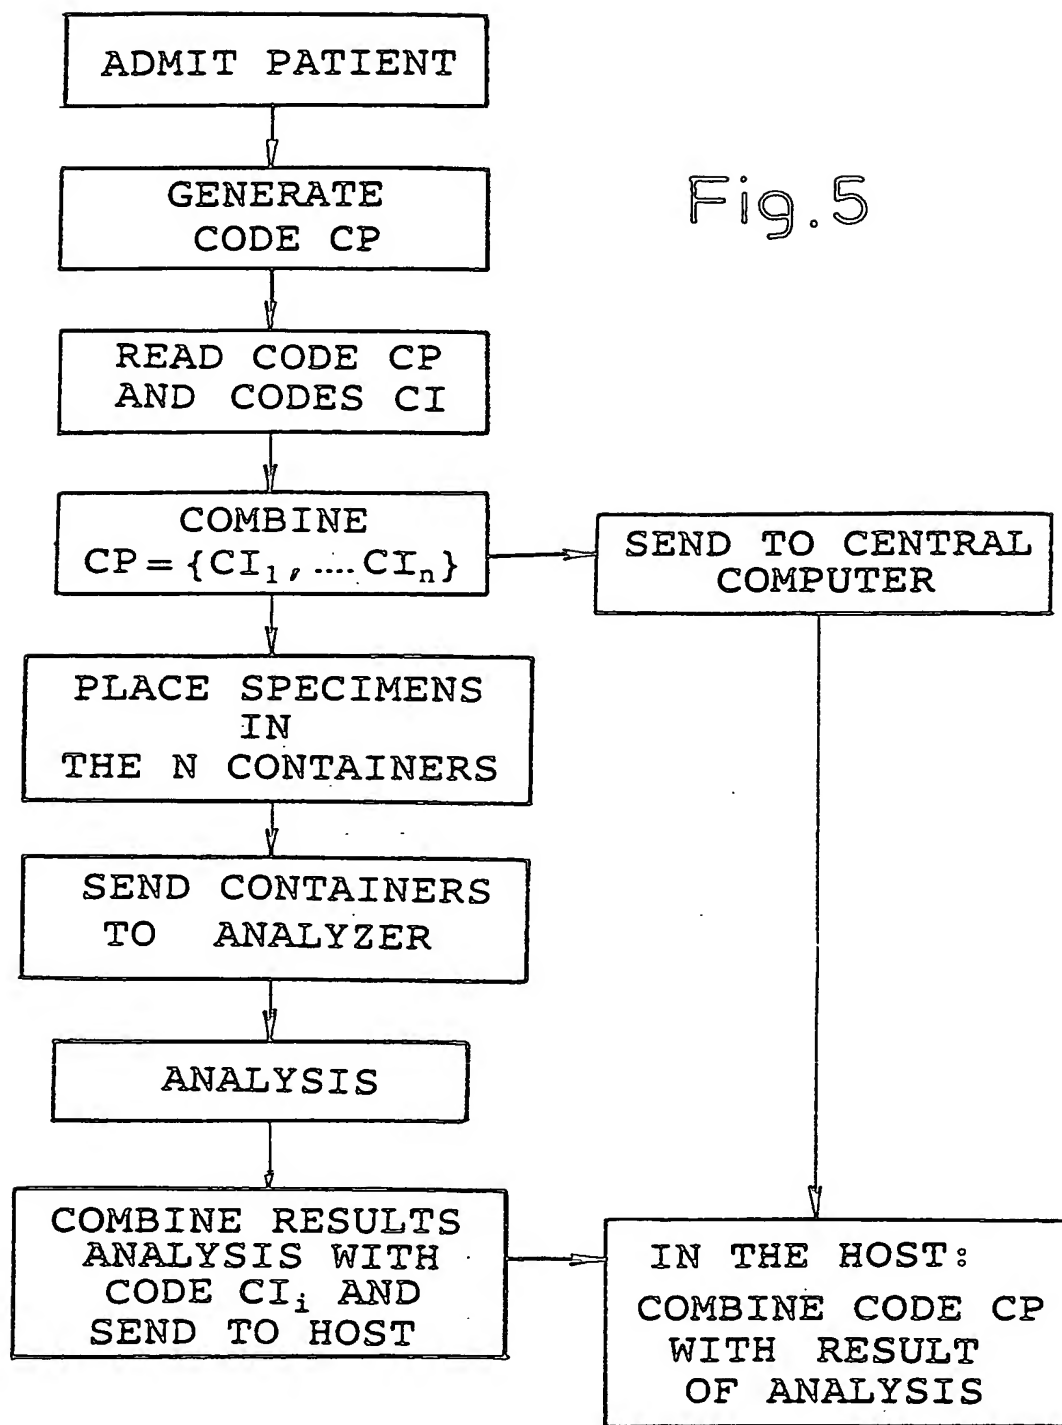 ADMIT PATIENT
GENERATE
CODE CP
Fig.5
READ CODE CP
AND CODES CI
COMBINE
CP={CI₁,....CIₙ}
SEND TO CENTRAL
COMPUTER
PLACE SPECIMENS
IN
THE N CONTAINERS
SEND CONTAINERS
TO ANALYZER
ANALYSIS
COMBINE RESULTS
ANALYSIS WITH
CODE CIᵢ AND
SEND TO HOST
IN THE HOST:
COMBINE CODE CP
WITH RESULT
OF ANALYSIS